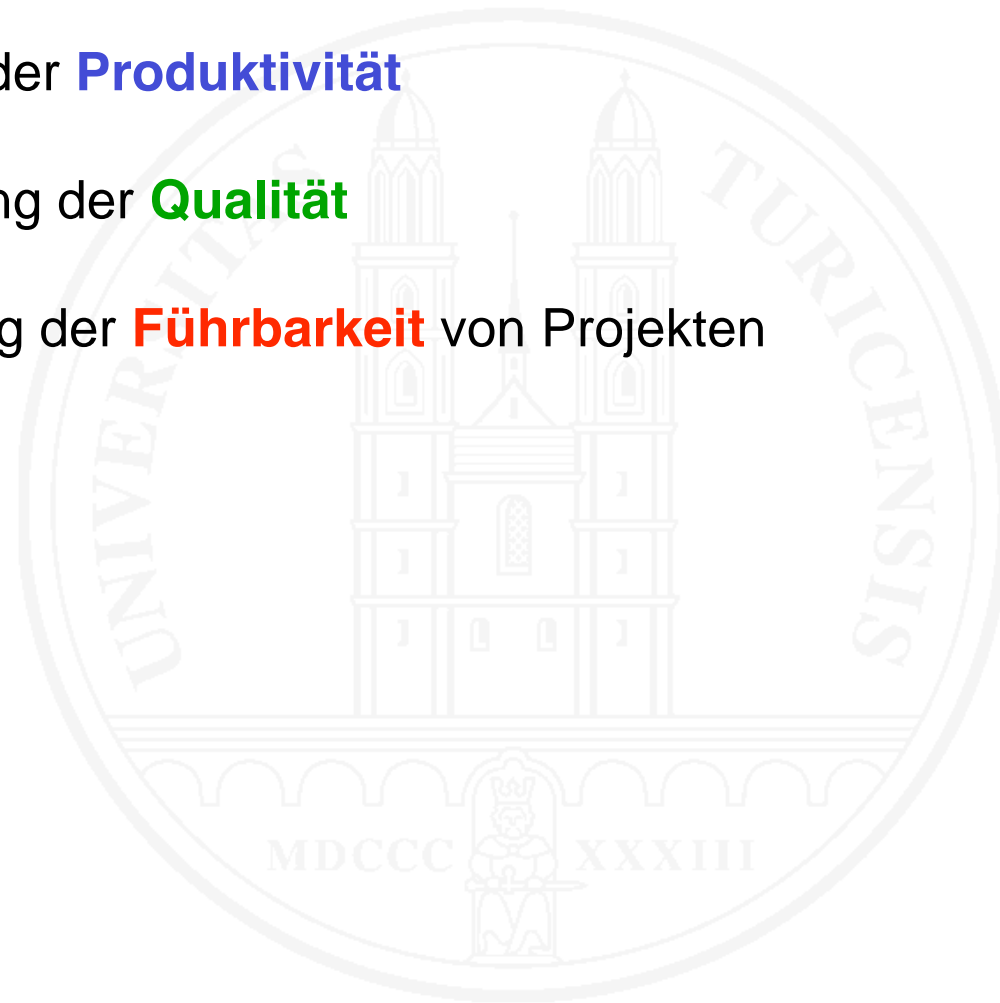 der Produktivität
ng der Qualität
g der Führbarkeit von Projekten
UNIVERSITAS TURICENSIS
MDCCC XXXIII